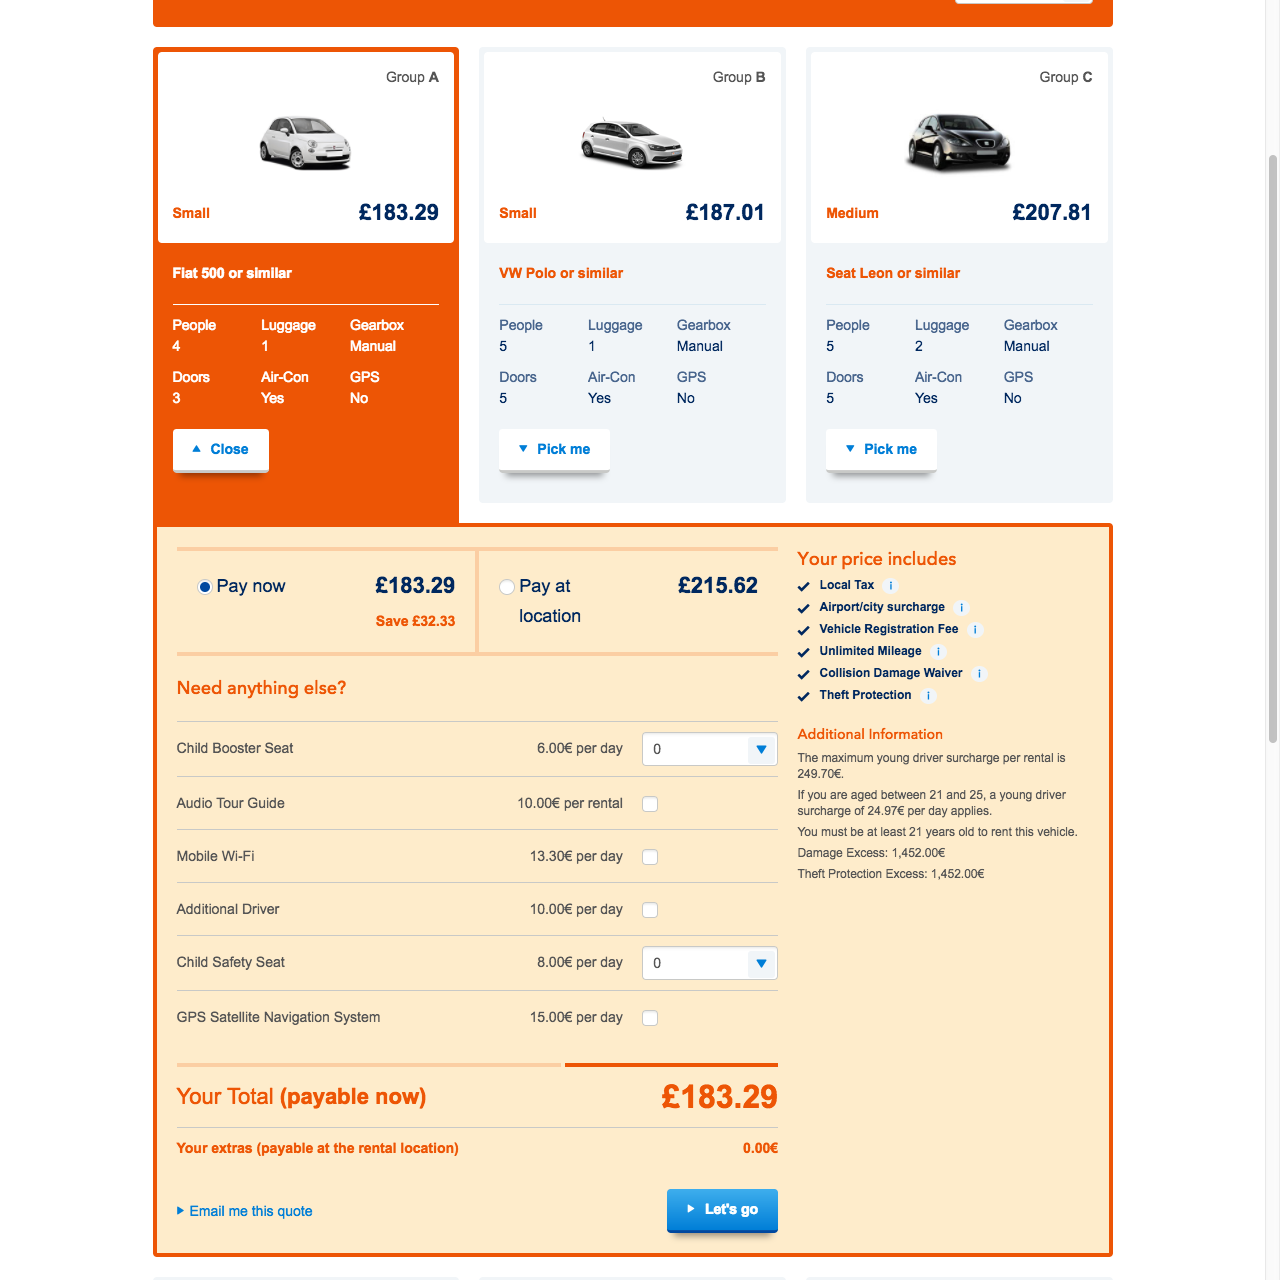 Group A
Small
£183.29
Fiat 500 or similar
People
Luggage
Gearbox
4
1
Manual
Doors
Air-Con
GPS
3
Yes
No
Close
Group B
Small
£187.01
VW Polo or similar
People
Luggage
Gearbox
5
1
Manual
Doors
Air-Con
GPS
5
Yes
No
Pick me
Group C
Medium
£207.81
Seat Leon or similar
People
Luggage
Gearbox
5
2
Manual
Doors
Air-Con
GPS
5
Yes
No
Pick me
Pay now
£183.29
Save £32.33
Pay at
location
£215.62
Need anything else?
Child Booster Seat
6.00€ per day
0
Audio Tour Guide
10.00€ per rental
Mobile Wi-Fi
13.30€ per day
Additional Driver
10.00€ per day
Child Safety Seat
8.00€ per day
0
GPS Satellite Navigation System
15.00€ per day
Your Total (payable now)
£183.29
Your extras (payable at the rental location)
0.00€
Email me this quote
Let's go
Your price includes
Local Tax i
Airport/city surcharge i
Vehicle Registration Fee i
Unlimited Mileage i
Collision Damage Waiver i
Theft Protection i
Additional Information
The maximum young driver surcharge per rental is
249.70€.
If you are aged between 21 and 25, a young driver
surcharge of 24.97€ per day applies.
You must be at least 21 years old to rent this vehicle.
Damage Excess: 1,452.00€
Theft Protection Excess: 1,452.00€